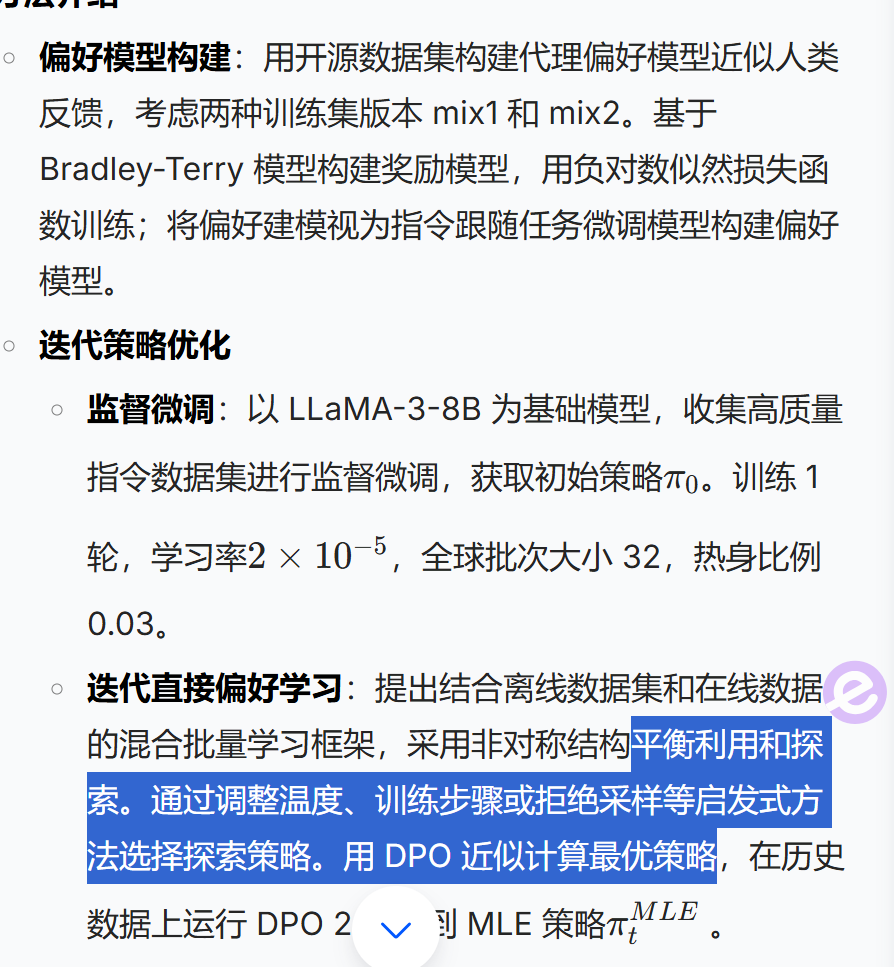 偏好模型构建：用开源数据集构建代理偏好模型近似人类
反馈，考虑两种训练集版本 mix1 和 mix2。基于
Bradley-Terry 模型构建奖励模型，用负对数似然损失函
数训练；将偏好建模视为指令跟随任务微调模型构建偏好
模型。
迭代策略优化
监督微调：以 LLaMA-3-8B 为基础模型，收集高质量
指令数据集进行监督微调，获取初始策略π₀。训练 1
轮，学习率2 × 10⁻⁵，全球批次大小 32，热身比例
0.03。
迭代直接偏好学习：提出结合离线数据集和在线数据
的混合批量学习框架，采用非对称结构平衡利用和探
索。通过调整温度、训练步骤或拒绝采样等启发式方
法选择探索策略。用 DPO 近似计算最优策略，在历史
数据上运行 DPO 2 到 MLE 策略π_t^{MLE}。